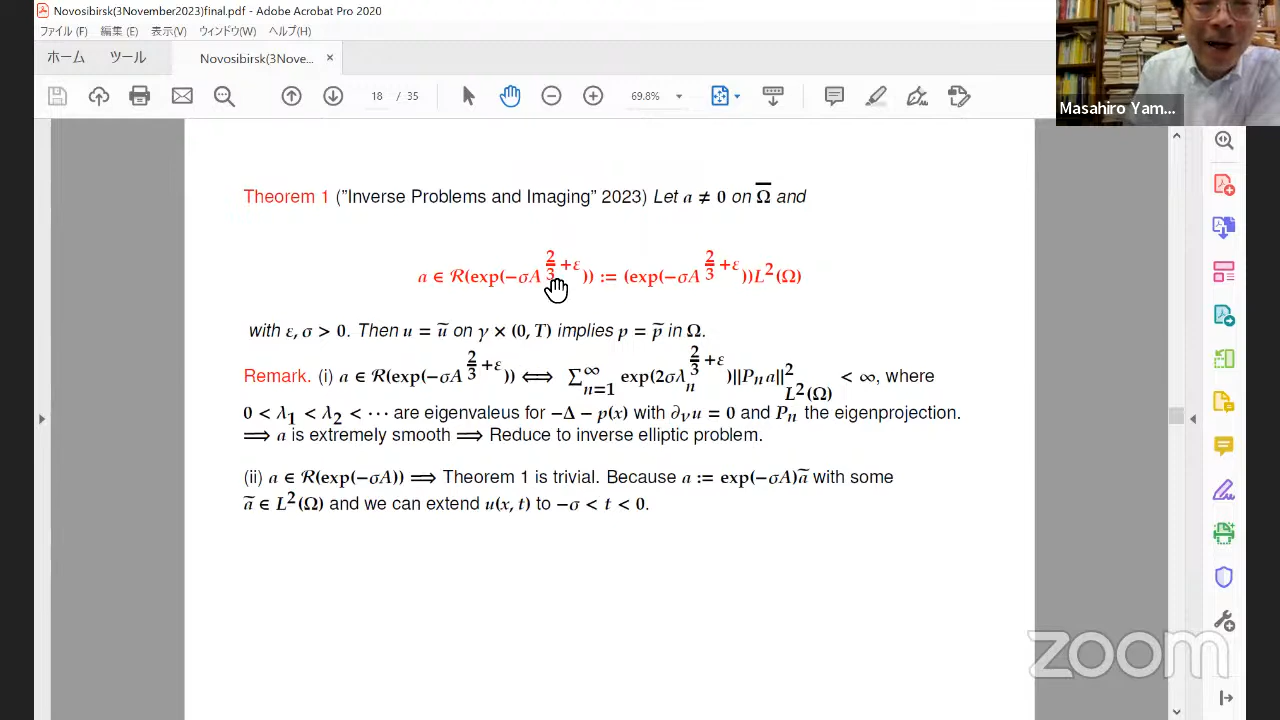 Novosibirsk(3November2023)final.pdf - Adobe Acrobat Pro 2020
ファイル(F) 編集(E) 表示(V) ウィンドウ(W) ヘルプ(H)
ホーム ツール Novosibirsk(3Nove... ×
18 / 35 69.8%
Masahiro Yam...
Theorem 1 ("Inverse Problems and Imaging" 2023) Let a ≠ 0 on Ω̅ and
a ∈ R(exp(−σA^{2/3+ε})) := (exp(−σA^{2/3+ε}))L²(Ω)
with ε, σ > 0. Then u = ũ on γ × (0, T) implies p = p̃ in Ω.
Remark. (i) a ∈ R(exp(−σA^{2/3+ε})) ⟺ ∑_{n=1}^∞ exp(2σλ_n^{2/3+ε})||P_n a||²_{L²(Ω)} < ∞, where
0 < λ₁ < λ₂ < ⋯ are eigenvaleus for −Δ − p(x) with ∂_ν u = 0 and P_n the eigenprojection.
⟹ a is extremely smooth ⟹ Reduce to inverse elliptic problem.
(ii) a ∈ R(exp(−σA)) ⟹ Theorem 1 is trivial. Because a := exp(−σA)ã with some
ã ∈ L²(Ω) and we can extend u(x, t) to −σ < t < 0.
zoom